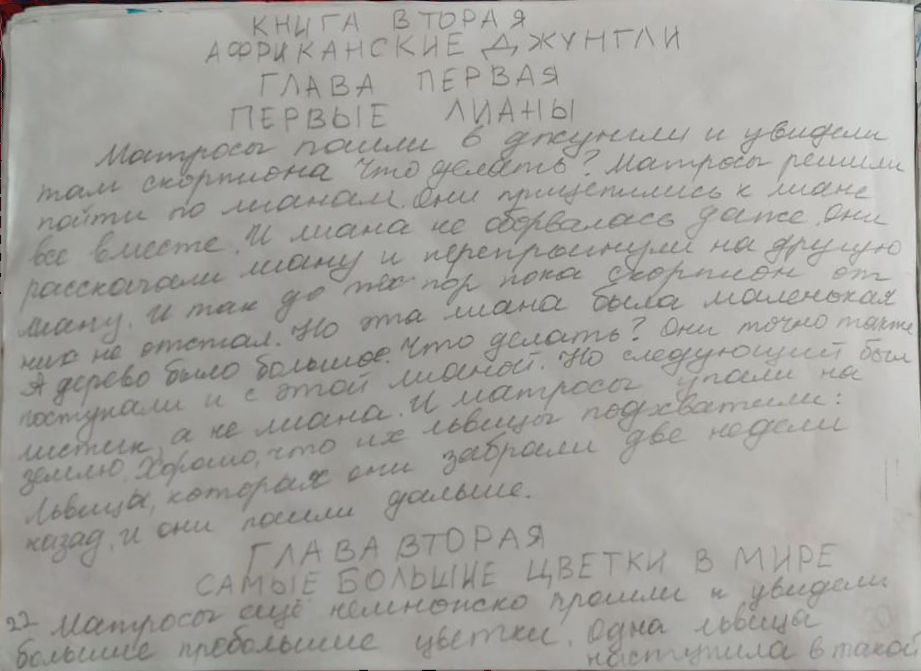 КНИГА ВТОРАЯ
АФРИКАНСКИЕ ДЖУНГЛИ
ГЛАВА ПЕРВАЯ
ПЕРВЫЕ ЛИАНЫ
Матросы пошли в джунгли и увидели
там скорпиона. Что делать? Матросы решили
пойти по лианам. Они прицепились к лиане
все вместе. И лиана не оборвалась даже. Они
расскачали лиану и перепрыгнули на другую
лиану. И так до тех пор пока скорпион от
них не отстал. Но эта лиана была маленькая
А дерево было большое. Что делать? Они точно также
поступили и с этой лианой. Но следующий был
листик, а не лиана. И матросы упали на
землю. Хорошо, что их львицы подхватили:
Львицы, которых они забрали две недели
назад. И они пошли дальше.
ГЛАВА ВТОРАЯ
САМЫЕ БОЛЬШИЕ ЦВЕТКИ В МИРЕ
Матросы ещё немножко прошли и увидели
27 большие пребольшие цветки. Одна львица
наступила в такой